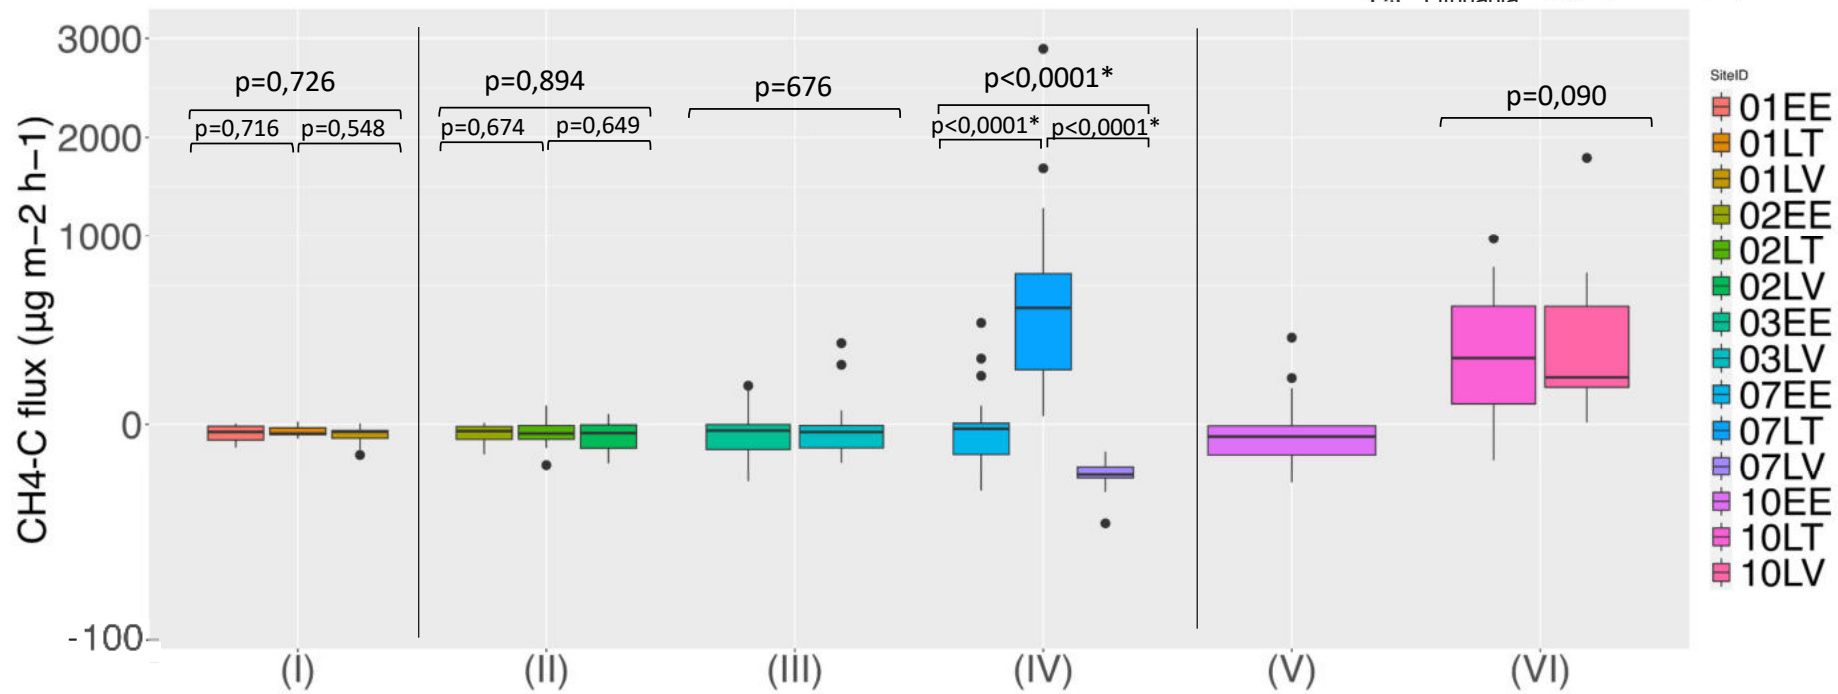 CH4-C flux (µg m−2 h−1)
3000
2000
1000
0
-100
p=0,726
p=0,716
p=0,548
p=0,894
p=0,674
p=0,649
p=676
p<0,0001*
p<0,0001*
p<0,0001*
p=0,090
(I)
(II)
(III)
(IV)
(V)
(VI)
SiteID
01EE
01LT
01LV
02EE
02LT
02LV
03EE
03LV
07EE
07LT
07LV
10EE
10LT
10LV